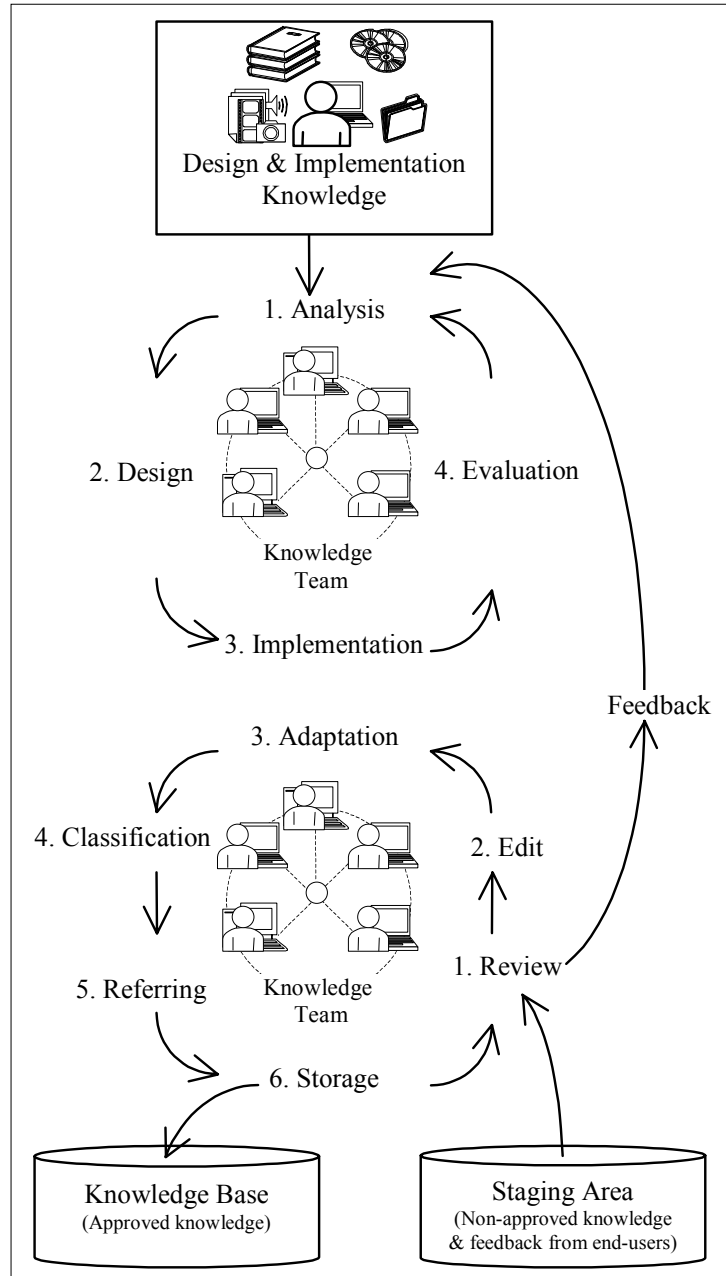 Design & Implementation
Knowledge
1. Analysis
2. Design
4. Evaluation
Knowledge
Team
3. Implementation
Feedback
3. Adaptation
4. Classification
2. Edit
1. Review
5. Referring
Knowledge
Team
6. Storage
Knowledge Base
(Approved knowledge)
Staging Area
(Non-approved knowledge
& feedback from end-users)